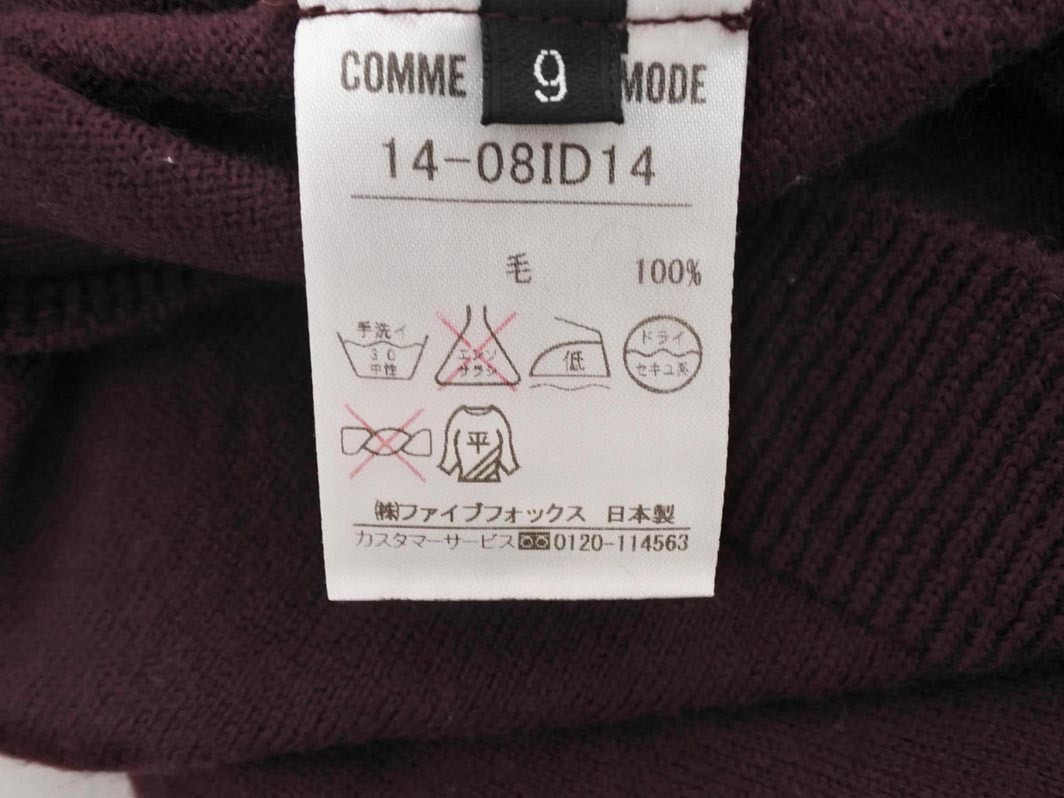 COMME 9 MODE
14-08ID14
毛 100%
手洗イ
30
中性
エンソ
サラシ
低
ドライ
セキユ系
平
㈱ファイブフォックス 日本製
カスタマーサービス 0120-114563